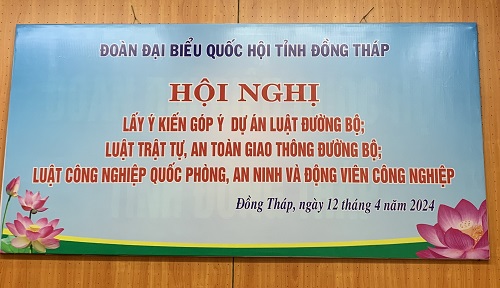 ĐOÀN ĐẠI BIỂU QUỐC HỘI TỈNH ĐỒNG THÁP
HỘI NGHỊ
LẤY Ý KIẾN GÓP Ý DỰ ÁN LUẬT ĐƯỜNG BỘ;
LUẬT TRẬT TỰ, AN TOÀN GIAO THÔNG ĐƯỜNG BỘ;
LUẬT CÔNG NGHIỆP QUỐC PHÒNG, AN NINH VÀ ĐỘNG VIÊN CÔNG NGHIỆP
Đồng Tháp, ngày 12 tháng 4 năm 2024